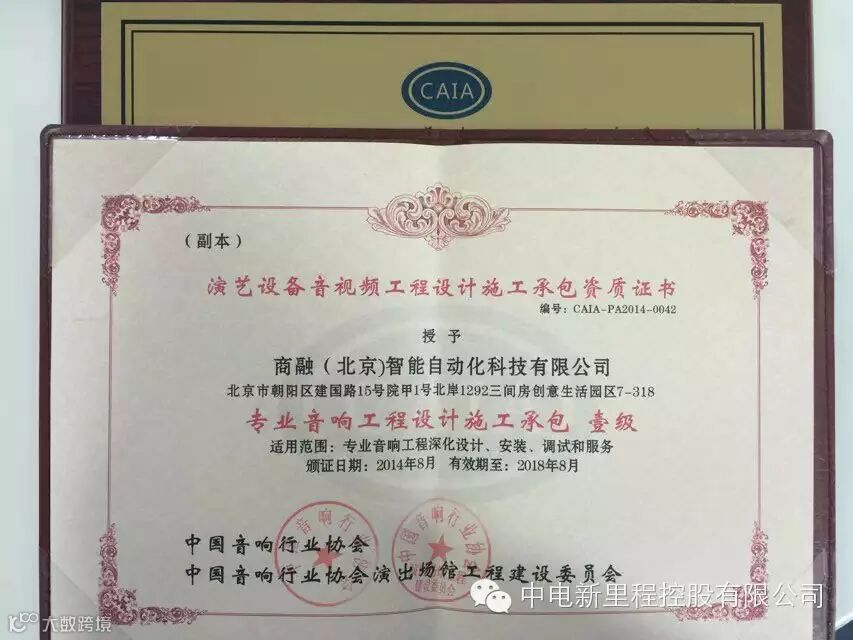 CAIA
（副本）
演艺设备音视频工程设计施工承包资质证书
编号：CAIA-PA2014-0042
授予
商融（北京)智能自动化科技有限公司
北京市朝阳区建国路15号院甲1号北岸1292三间房创意生活园区7-318
专业音响工程设计施工承包 壹级
适用范围：专业音响工程深化设计、安装、调试和服务
颁证日期：2014年8月 有效期至：2018年8月
中国音响行业协会
中国音响行业协会演出场馆工程建设委员会
中电新里程控股有限公司
大数跨境